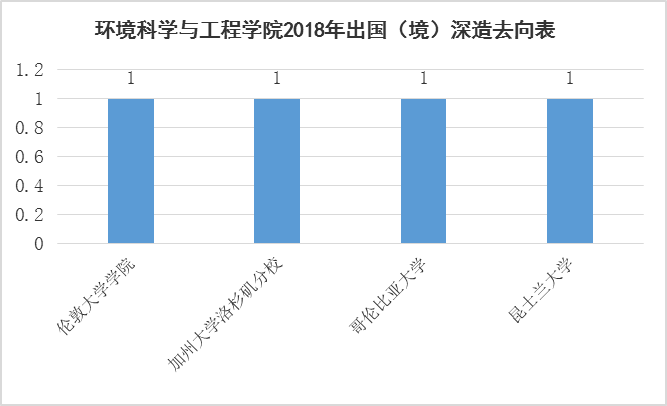 环境科学与工程学院2018年出国（境）深造去向表
1.2
1
0.8
0.6
0.4
0.2
0
1
1
1
1
伦敦大学学院
加州大学洛杉矶分校
哥伦比亚大学
昆士兰大学